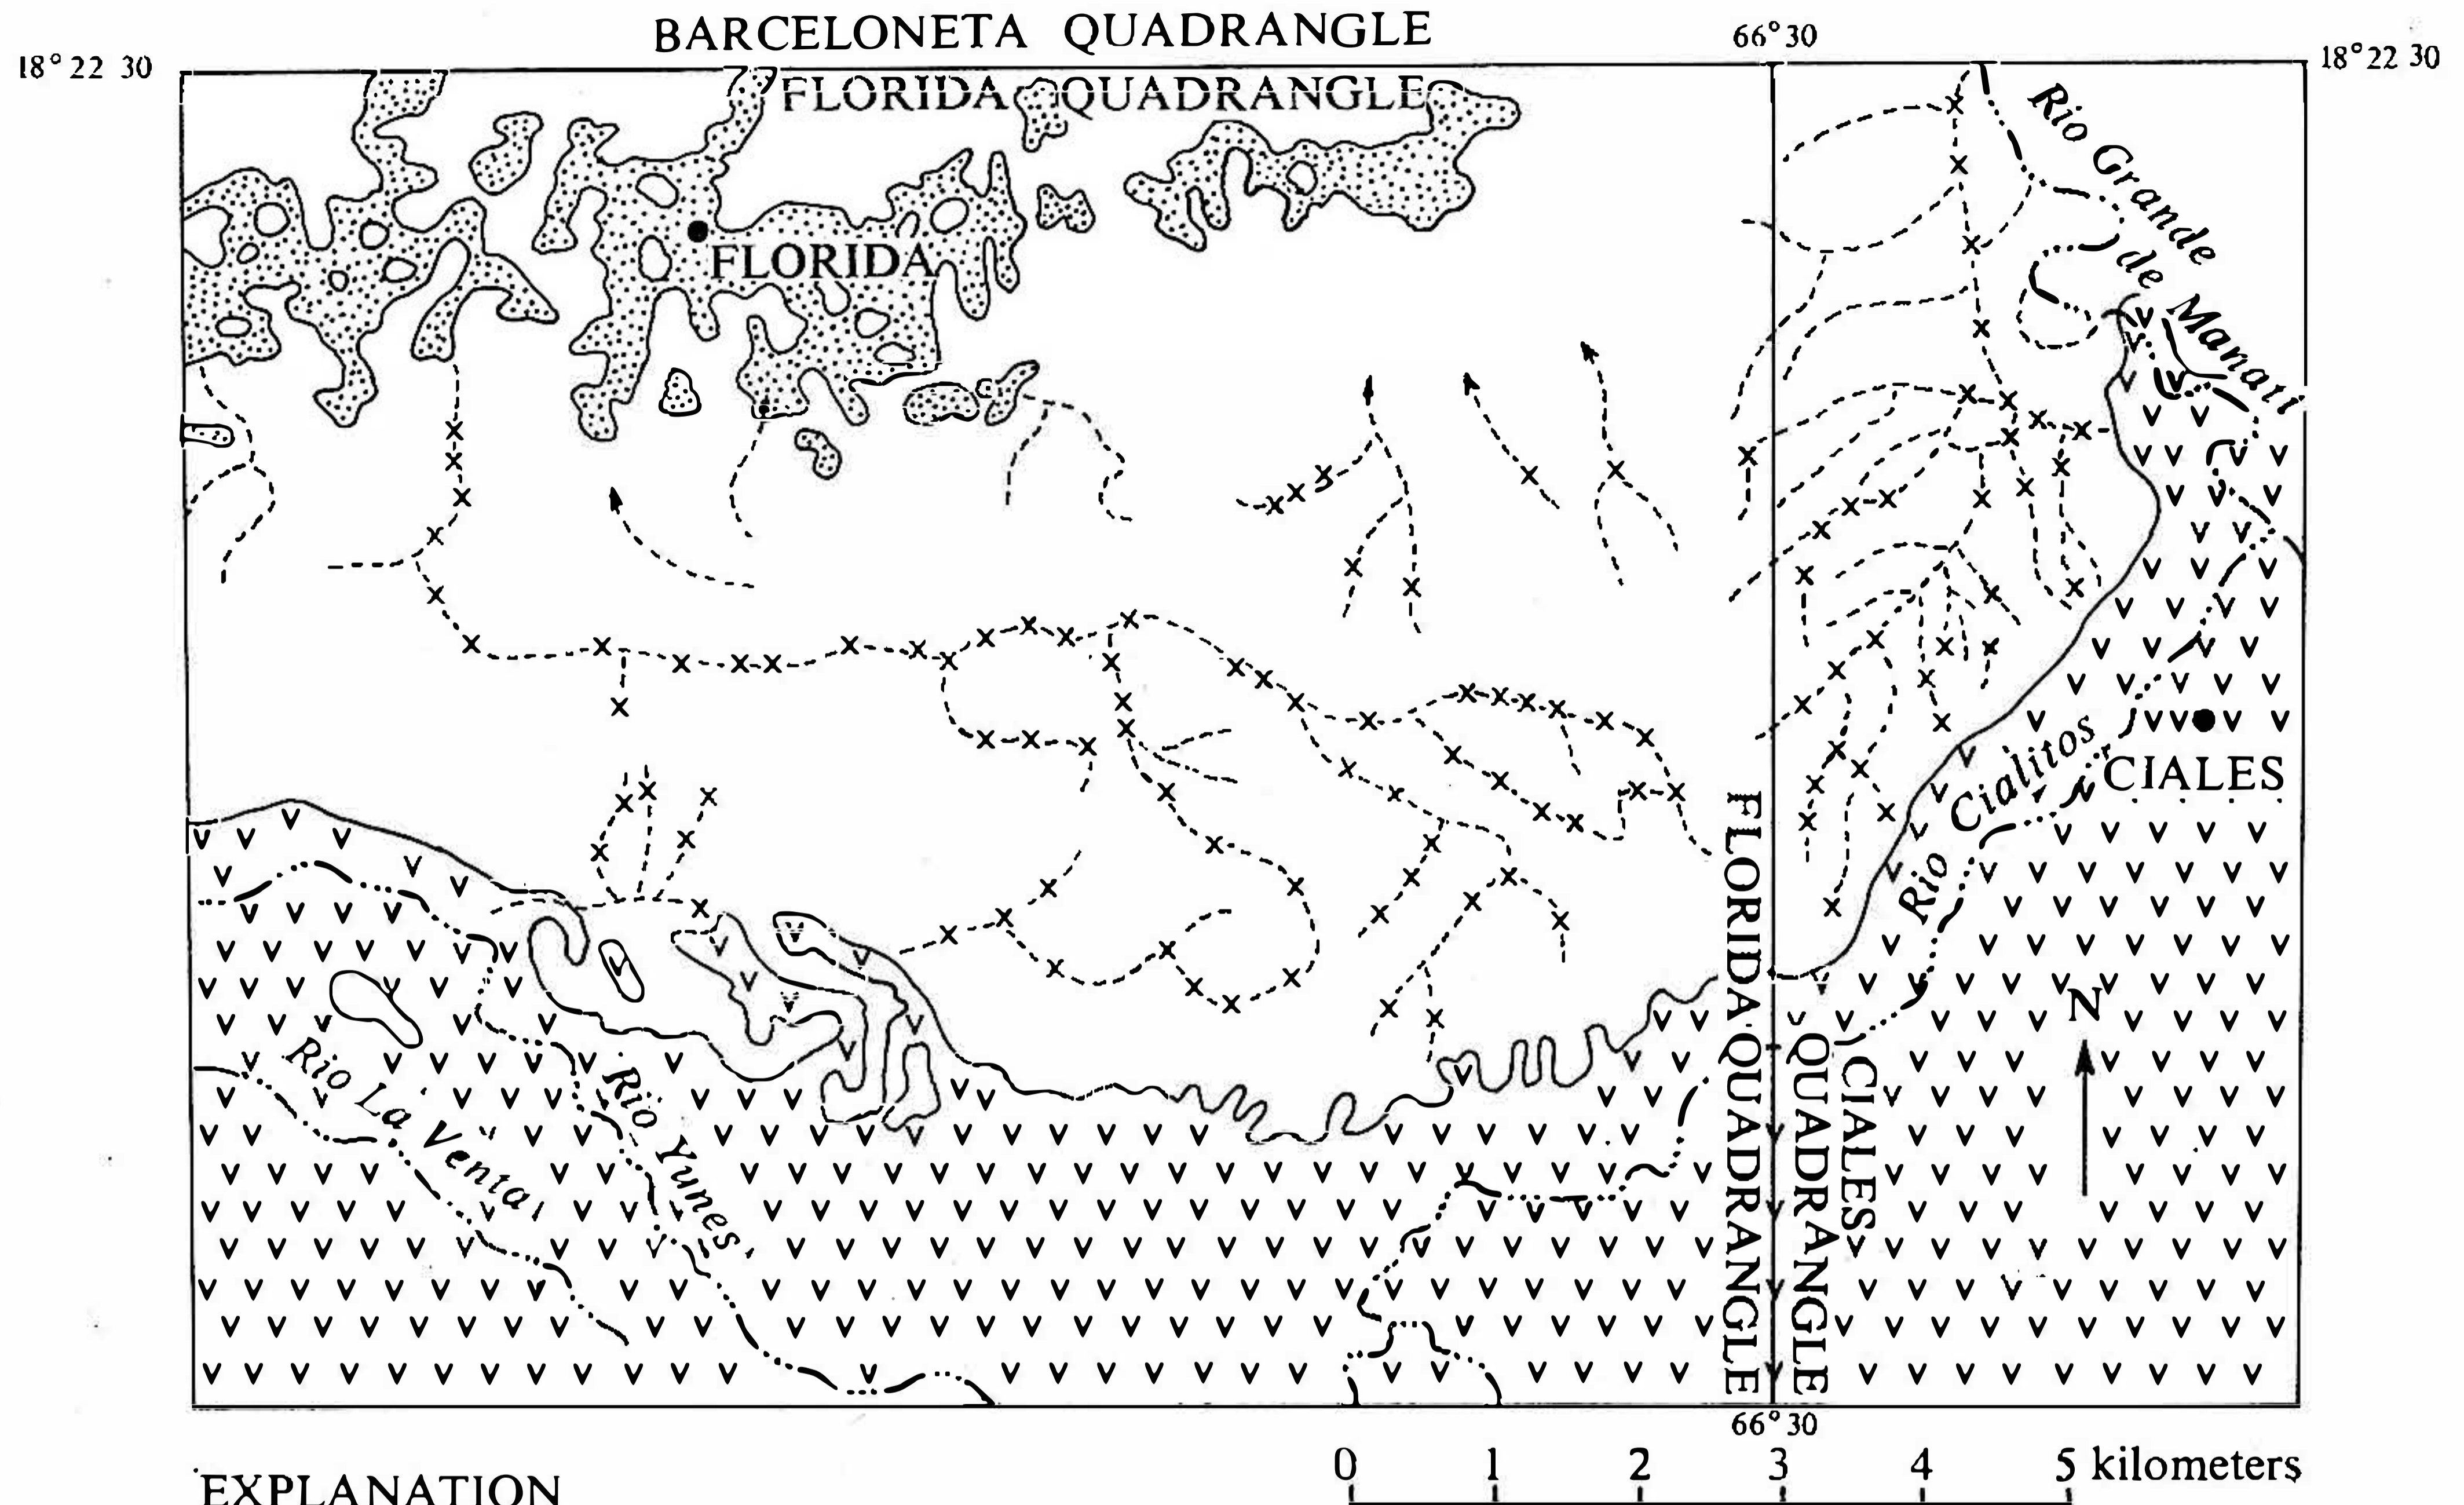 BARCELONETA QUADRANGLE
66° 30
18° 22 30
18° 22 30
FLORIDA QUADRANGLE
Rio Grande
de Manati
FLORIDA
Rio Cialitos
CIALES
FLORIDA QUADRANGLE
CIALES
QUADRANGLE
N
Rio La Venta
Rio Yunes
66° 30
0 1 2 3 4 5 kilometers
EXPLANATION